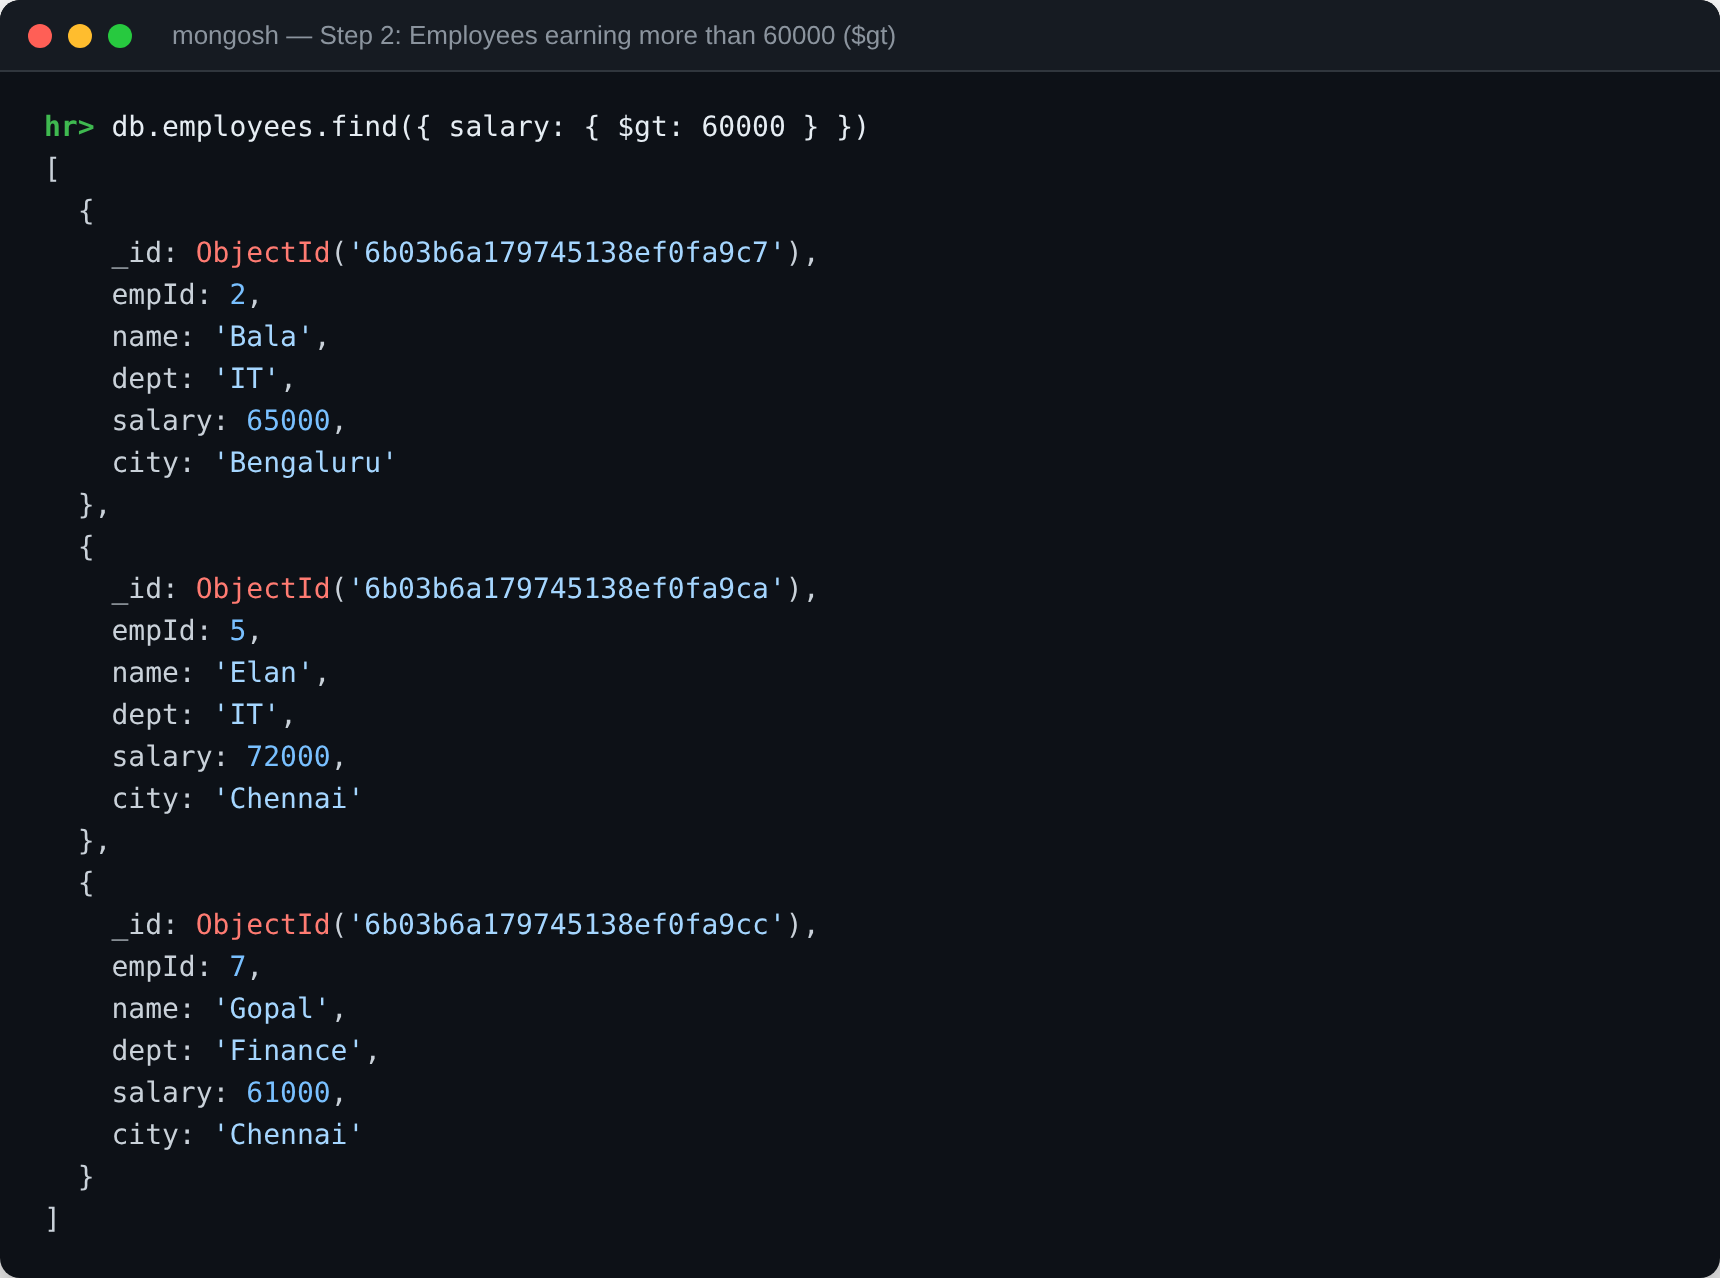 mongosh — Step 2: Employees earning more than 60000 ($gt)
hr> db.employees.find({ salary: { $gt: 60000 } })
[
  {
    _id: ObjectId('6b03b6a179745138ef0fa9c7'),
    empId: 2,
    name: 'Bala',
    dept: 'IT',
    salary: 65000,
    city: 'Bengaluru'
  },
  {
    _id: ObjectId('6b03b6a179745138ef0fa9ca'),
    empId: 5,
    name: 'Elan',
    dept: 'IT',
    salary: 72000,
    city: 'Chennai'
  },
  {
    _id: ObjectId('6b03b6a179745138ef0fa9cc'),
    empId: 7,
    name: 'Gopal',
    dept: 'Finance',
    salary: 61000,
    city: 'Chennai'
  }
]